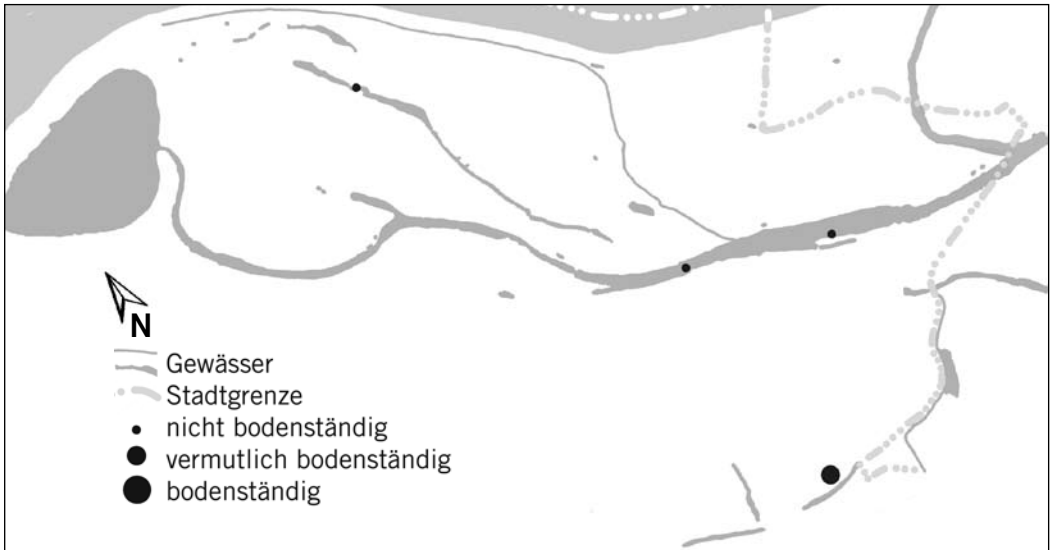 N
Gewässer
Stadtgrenze
nicht bodenständig
vermutlich bodenständig
bodenständig